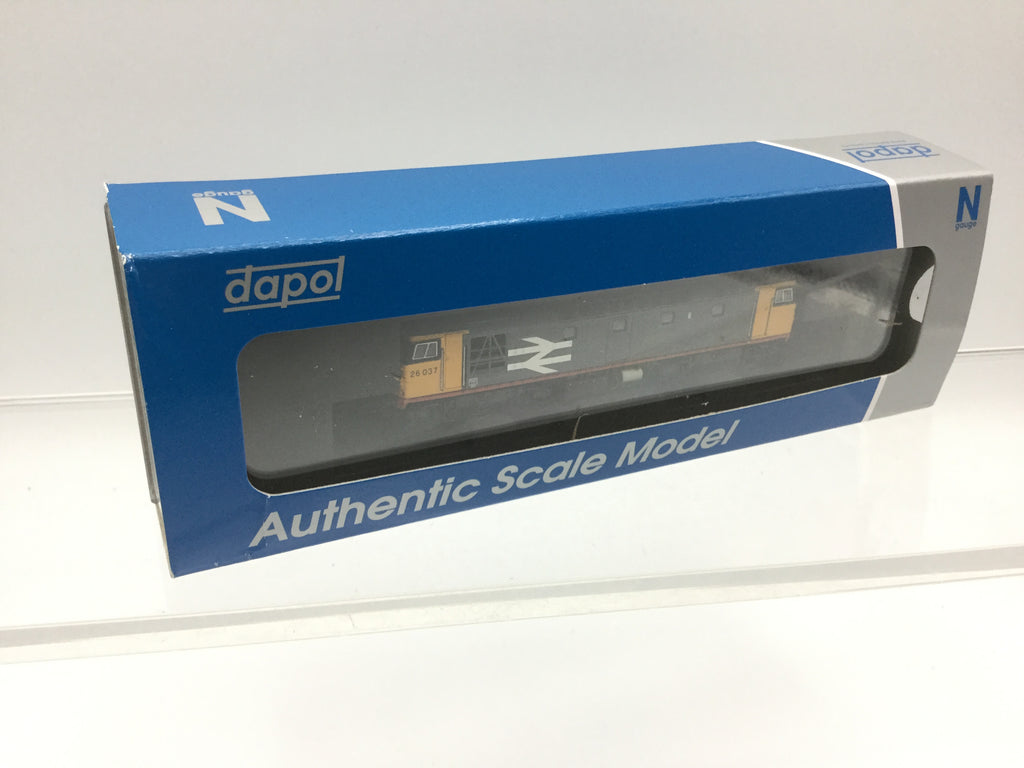 N
gauge
dapol
N
gauge
dapol
26 037
Authentic Scale Model